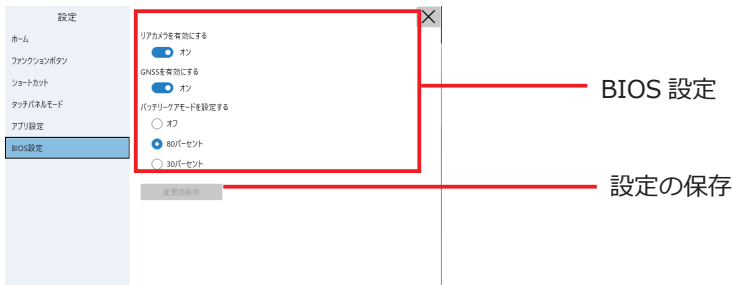 設定
ホーム
ファンクションボタン
ショートカット
タッチパネルモード
アプリ設定
BIOS設定
リアカメラを有効にする
オン
GNSSを有効にする
オン
バッテリーケアモードを設定する
オフ
80パーセント
30パーセント
変更の保存
BIOS 設定
設定の保存